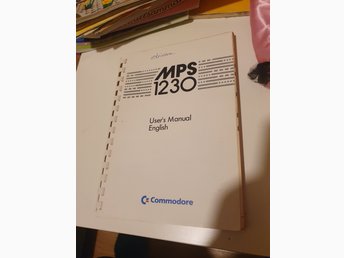 MPS
1230
User's Manual
English
Commodore